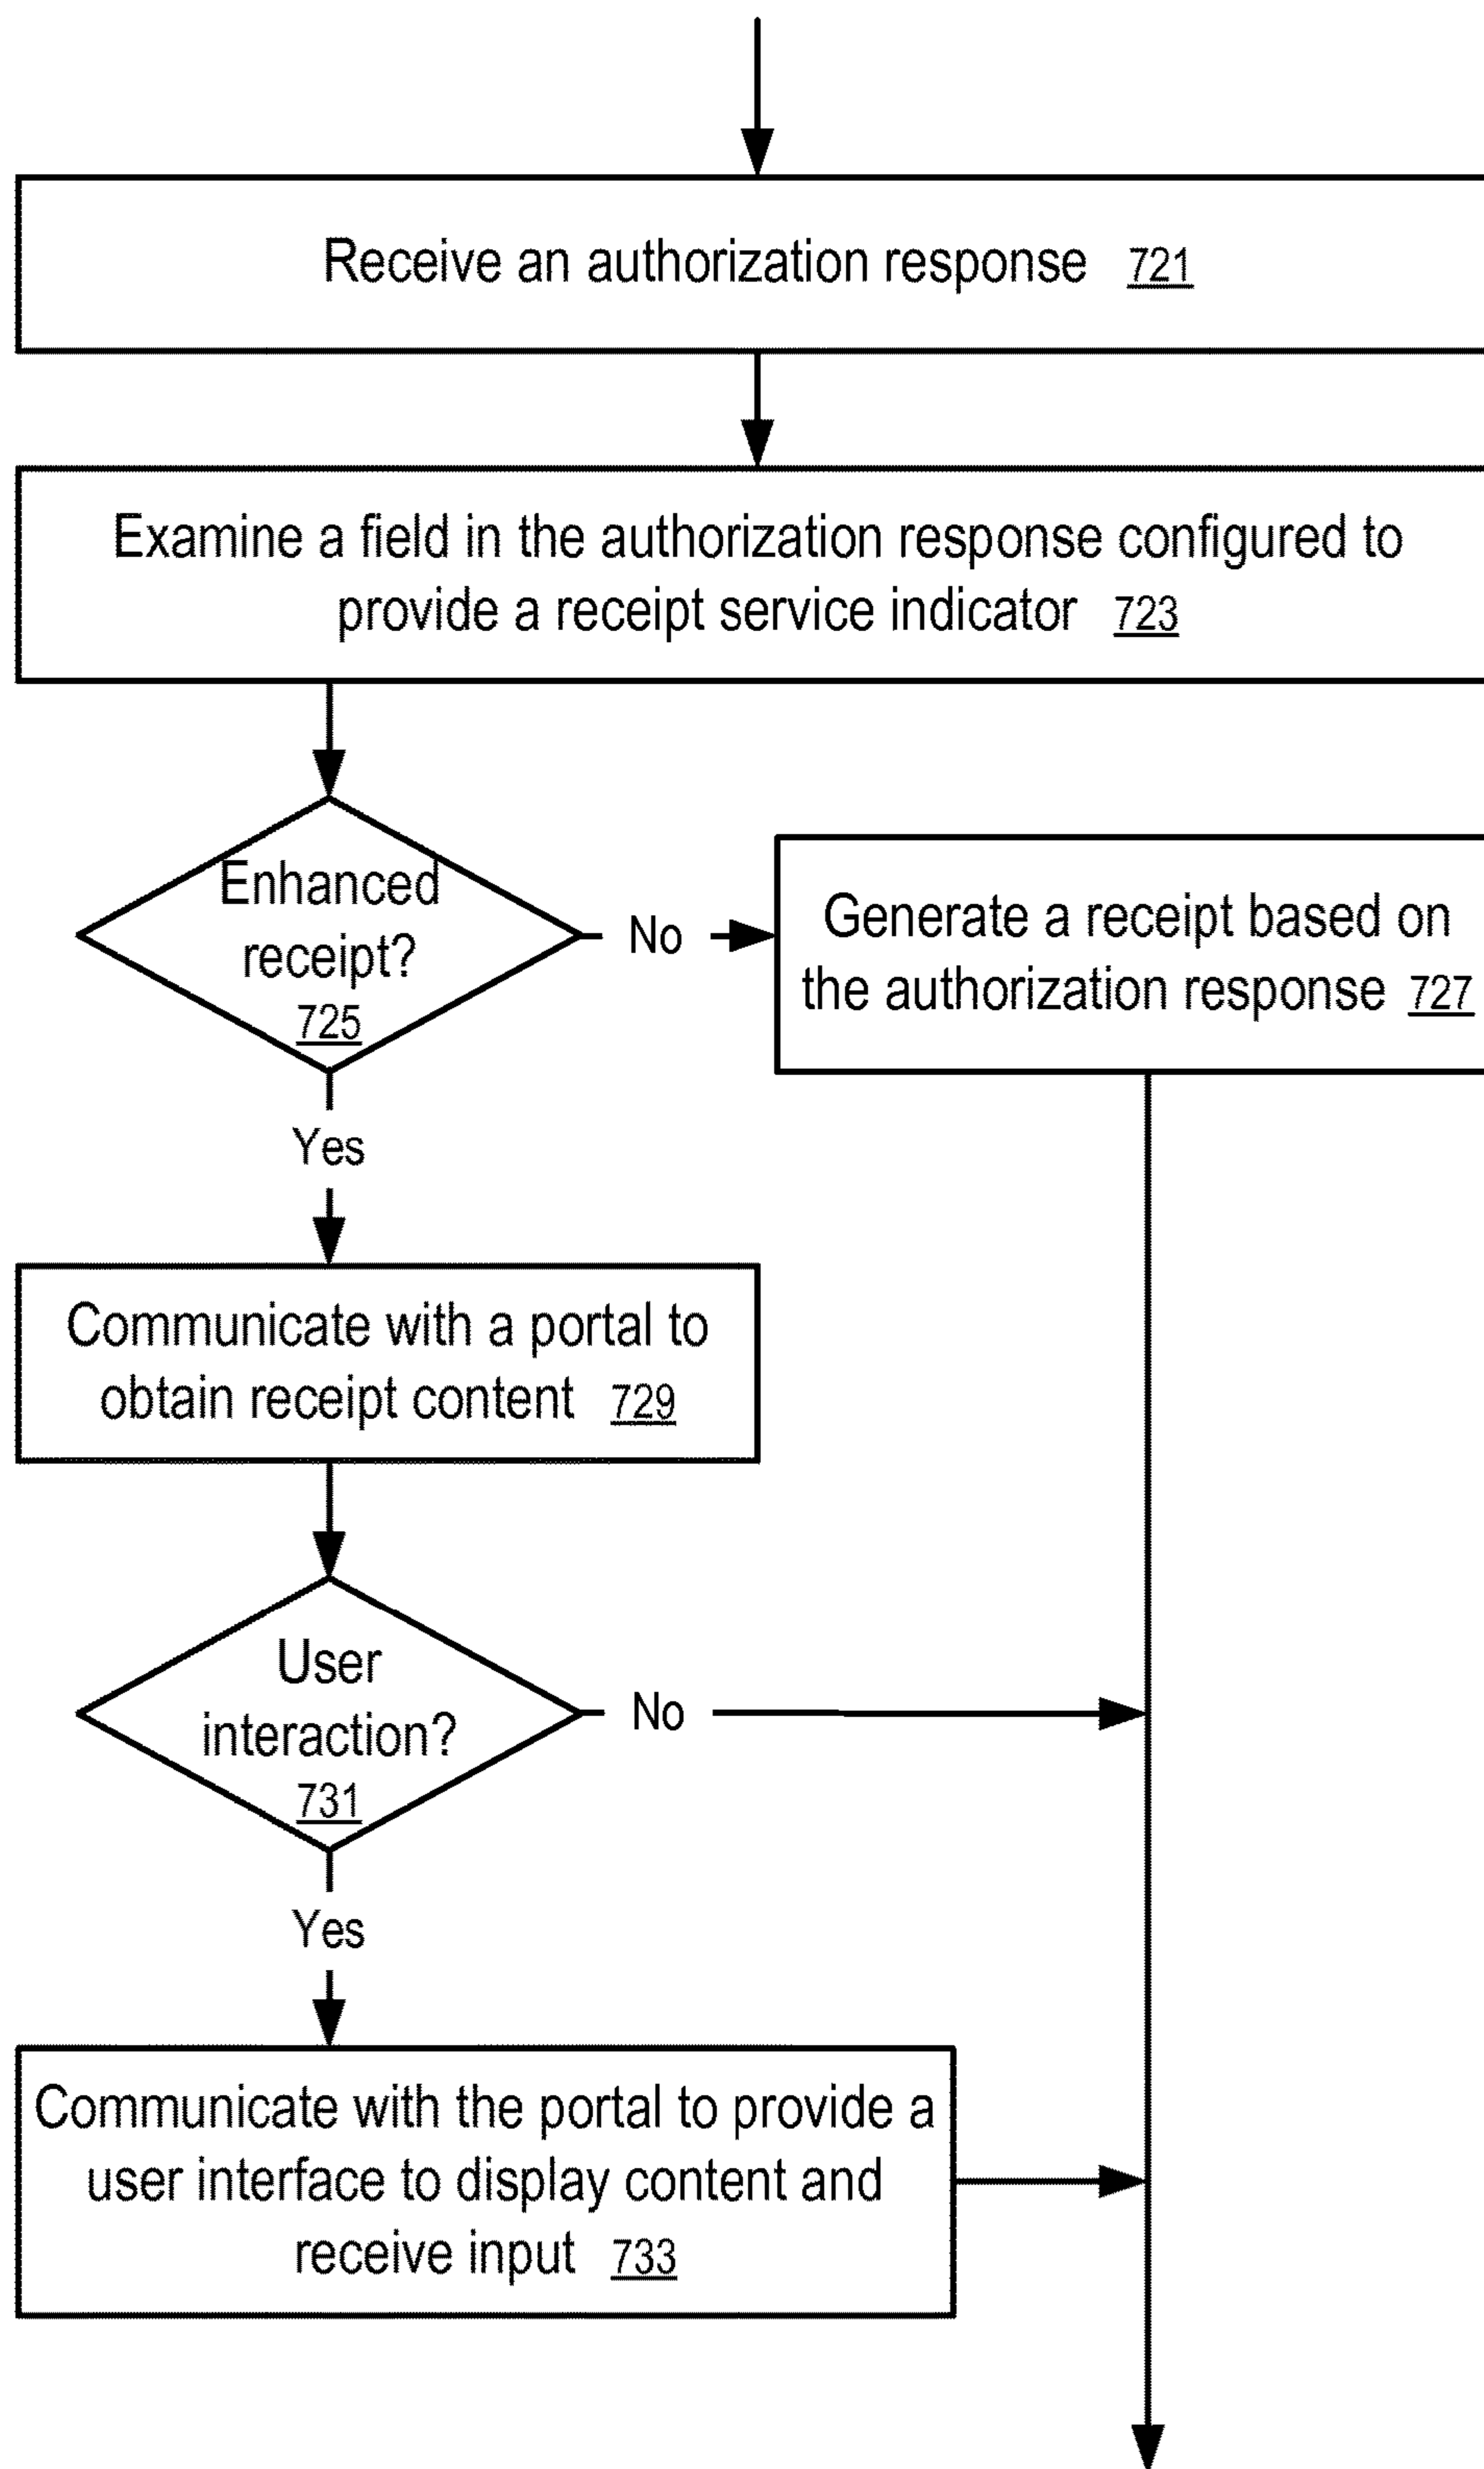 Receive an authorization response 721
Examine a field in the authorization response configured to
provide a receipt service indicator 723
Enhanced
receipt?
725
No
Generate a receipt based on
the authorization response 727
Yes
Communicate with a portal to
obtain receipt content 729
User
interaction?
731
No
Yes
Communicate with the portal to provide a
user interface to display content and
receive input 733